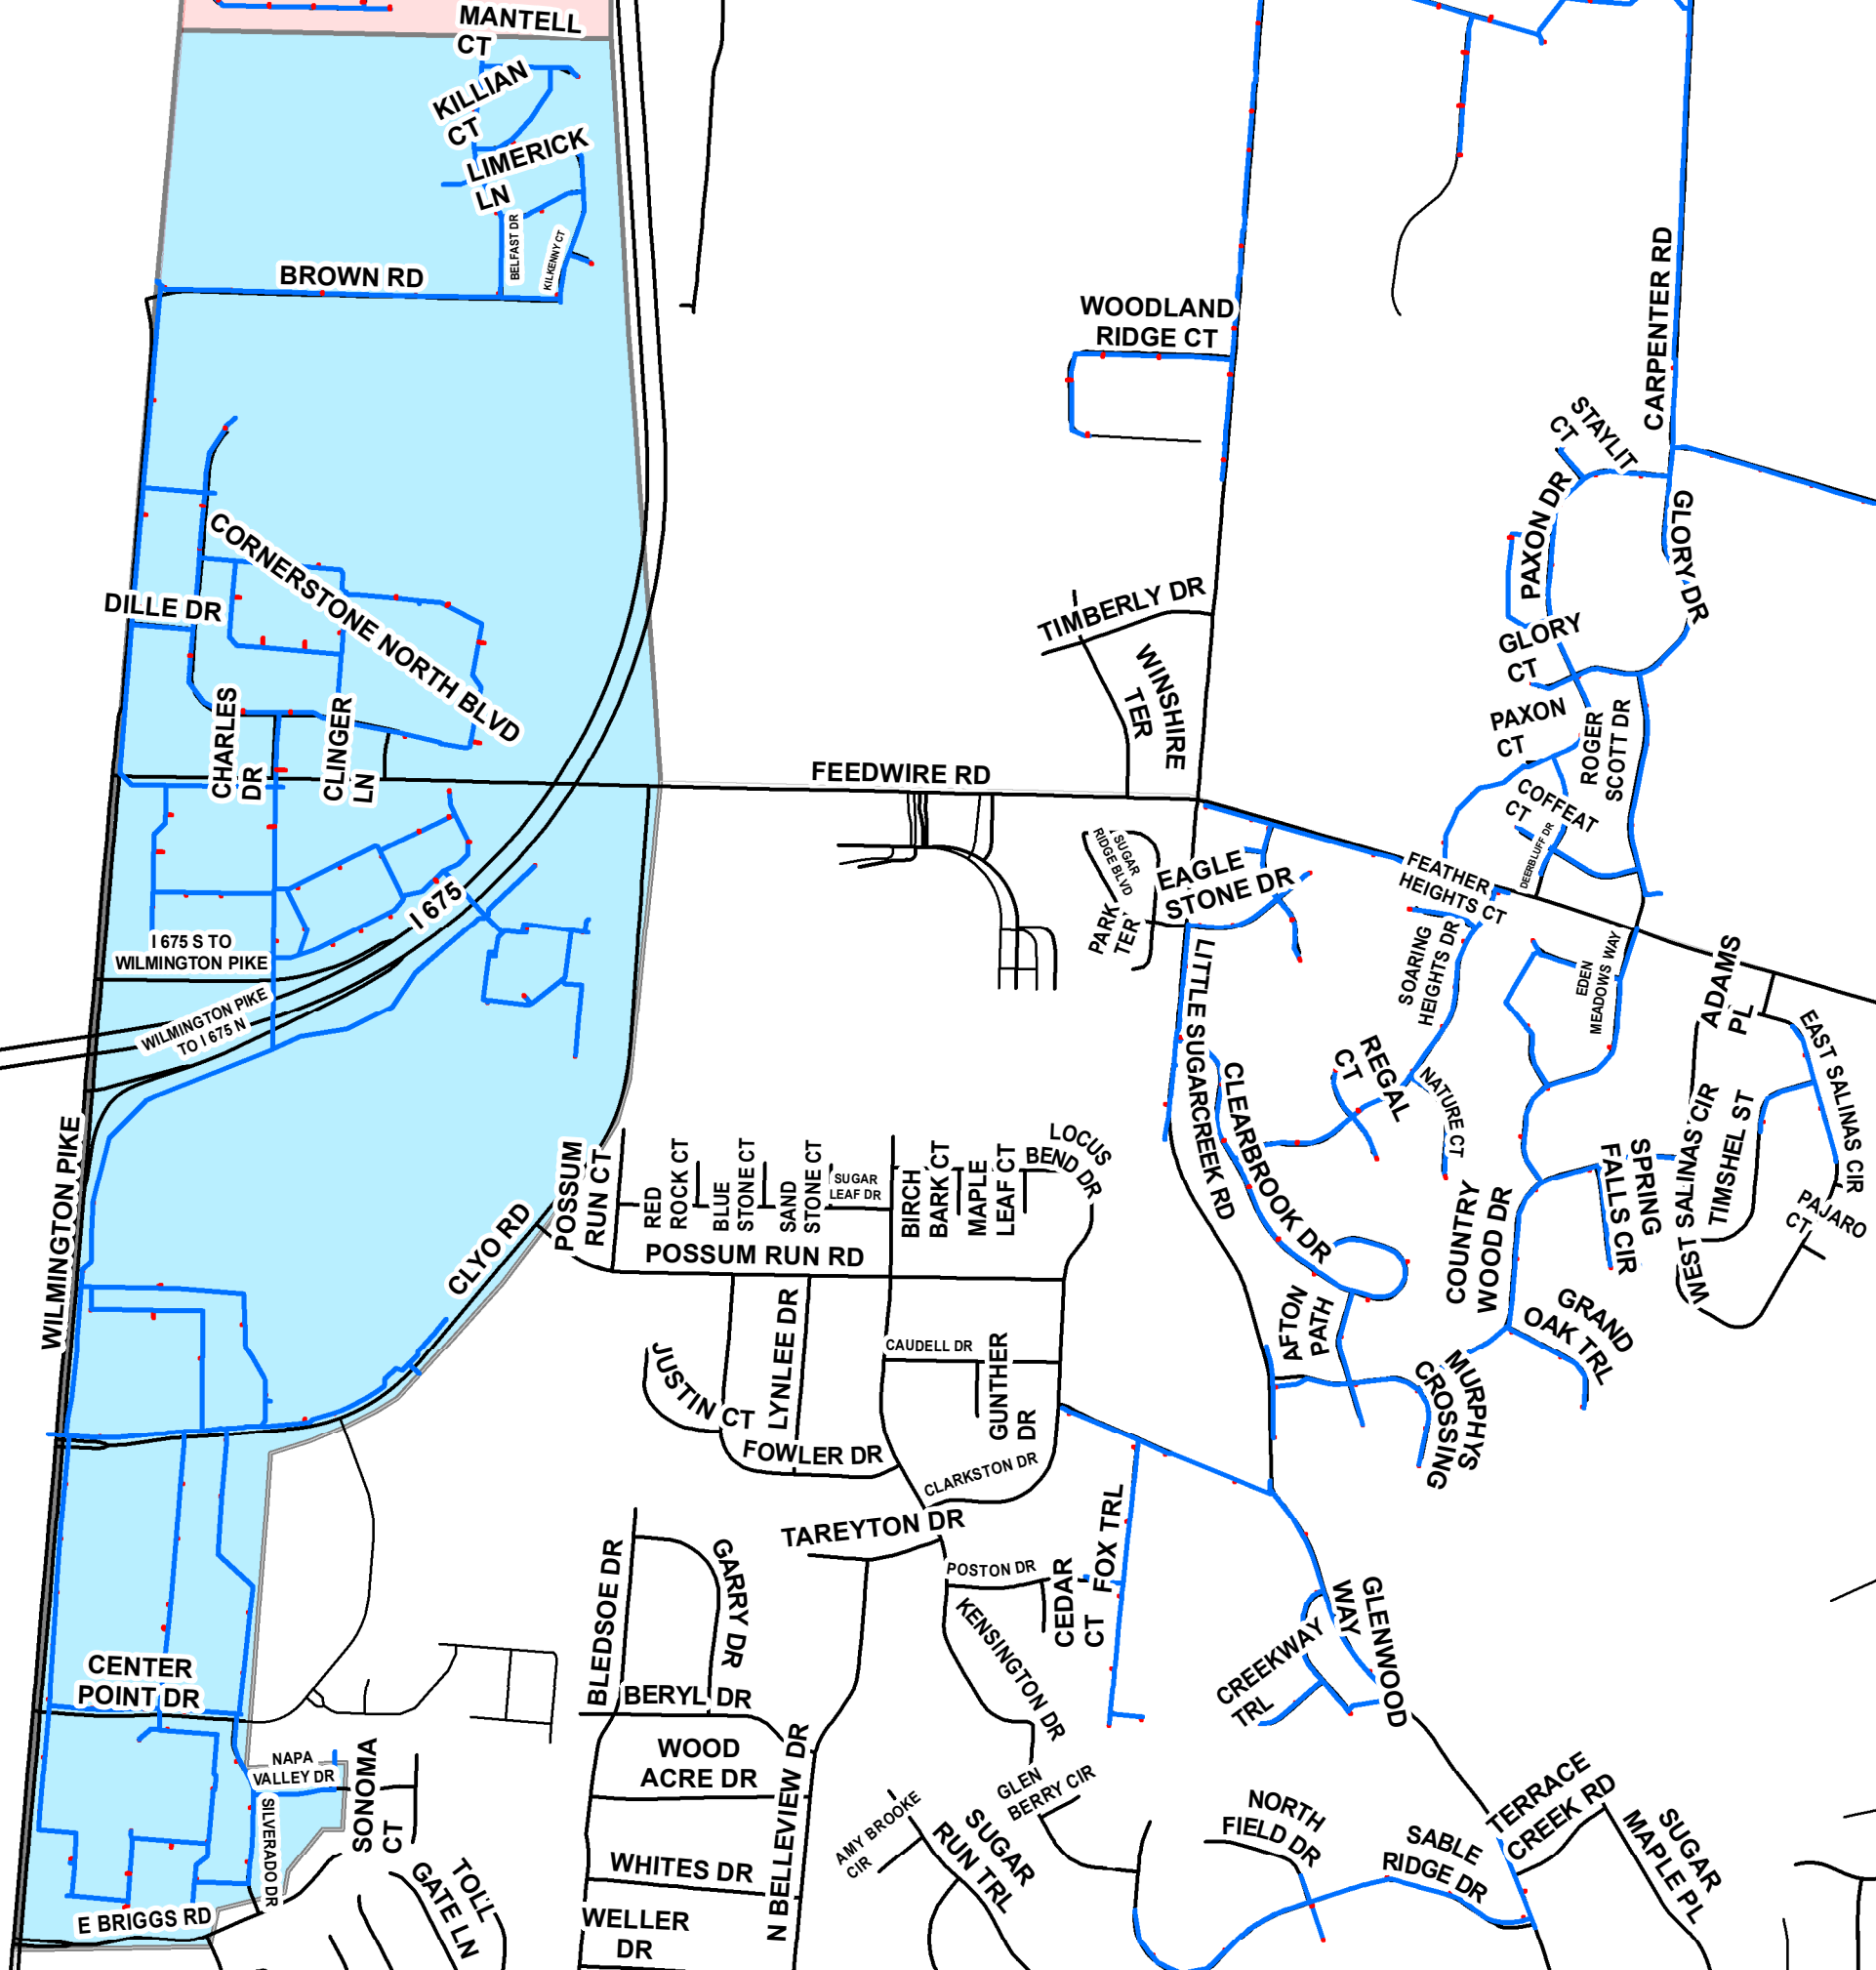 MANTELL
CT
KILLIAN
CT
LIMERICK
LN
BELFAST DR
KILKENNY CT
BROWN RD
WOODLAND
RIDGE CT
CARPENTER RD
STAYLIT
CT
PAXON DR
GLORY DR
CORNERSTONE NORTH BLVD
DILLE DR
TIMBERLY DR
GLORY
CT
WINSHIRE
TER
CHARLES
DR
CLINGER
LN
PAXON
CT
ROGER
SCOTT DR
FEEDWIRE RD
COFFEAT
CT
DEERBLUFF DR
SUGAR
RIDGE BLVD
EAGLE
STONE DR
FEATHER
HEIGHTS CT
PARK
TER
I 675
I 675 S TO
WILMINGTON PIKE
WILMINGTON PIKE
TO I 675 N
SOARING
HEIGHTS DR
EDEN
MEADOWS WAY
ADAMS
PL
LITTLE SUGARCREEK RD
EAST SALINAS CIR
REGAL
CT
NATURE CT
CLEARBROOK DR
WILMINGTON PIKE
POSSUM
RUN CT
RED
ROCK CT
BLUE
STONE CT
SAND
STONE CT
SUGAR
LEAF DR
BIRCH
BARK CT
MAPLE
LEAF CT
LOCUS
BEND DR
WEST SALINAS CIR
TIMSHEL ST
SPRING
FALLS CIR
PAJARO
CT
COUNTRY
WOOD DR
CLYO RD
POSSUM RUN RD
AFTON
PATH
GRAND
OAK TRL
JUSTIN CT
LYNLEE DR
CAUDELL DR
GUNTHER
DR
MURPHYS
CROSSING
FOWLER DR
CLARKSTON DR
TAREYTON DR
FOX TRL
BLEDSOE DR
GARRY DR
POSTON DR
CEDAR
CT
KENSINGTON DR
GLENWOOD
WAY
CREEKWAY
TRL
CENTER
POINT DR
BERYL DR
NAPA
VALLEY DR
SONOMA
CT
WOOD
ACRE DR
N BELLEVIEW DR
SILVERADO DR
GLEN
BERRY CIR
AMY BROOKE
CIR
SUGAR
RUN TRL
NORTH
FIELD DR
SABLE
RIDGE DR
TERRACE
CREEK RD
SUGAR
MAPLE PL
TOLL
GATE LN
WHITES DR
E BRIGGS RD
WELLER
DR